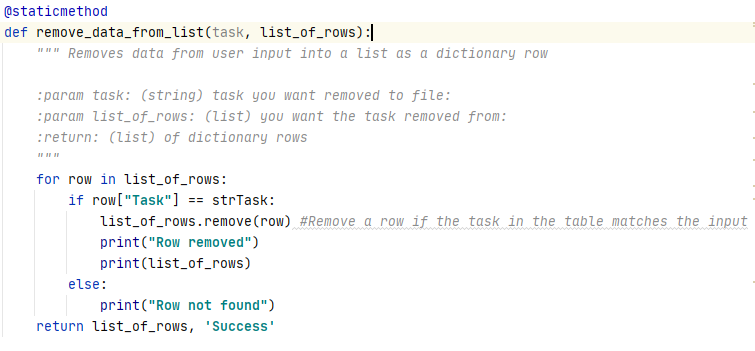 @staticmethod
def remove_data_from_list(task, list_of_rows):
    """ Removes data from user input into a list as a dictionary row

    :param task: (string) task you want removed to file:
    :param list_of_rows: (list) you want the task removed from:
    :return: (list) of dictionary rows
    """
    for row in list_of_rows:
        if row["Task"] == strTask:
            list_of_rows.remove(row) #Remove a row if the task in the table matches the input
            print("Row removed")
            print(list_of_rows)
        else:
            print("Row not found")
    return list_of_rows, 'Success'